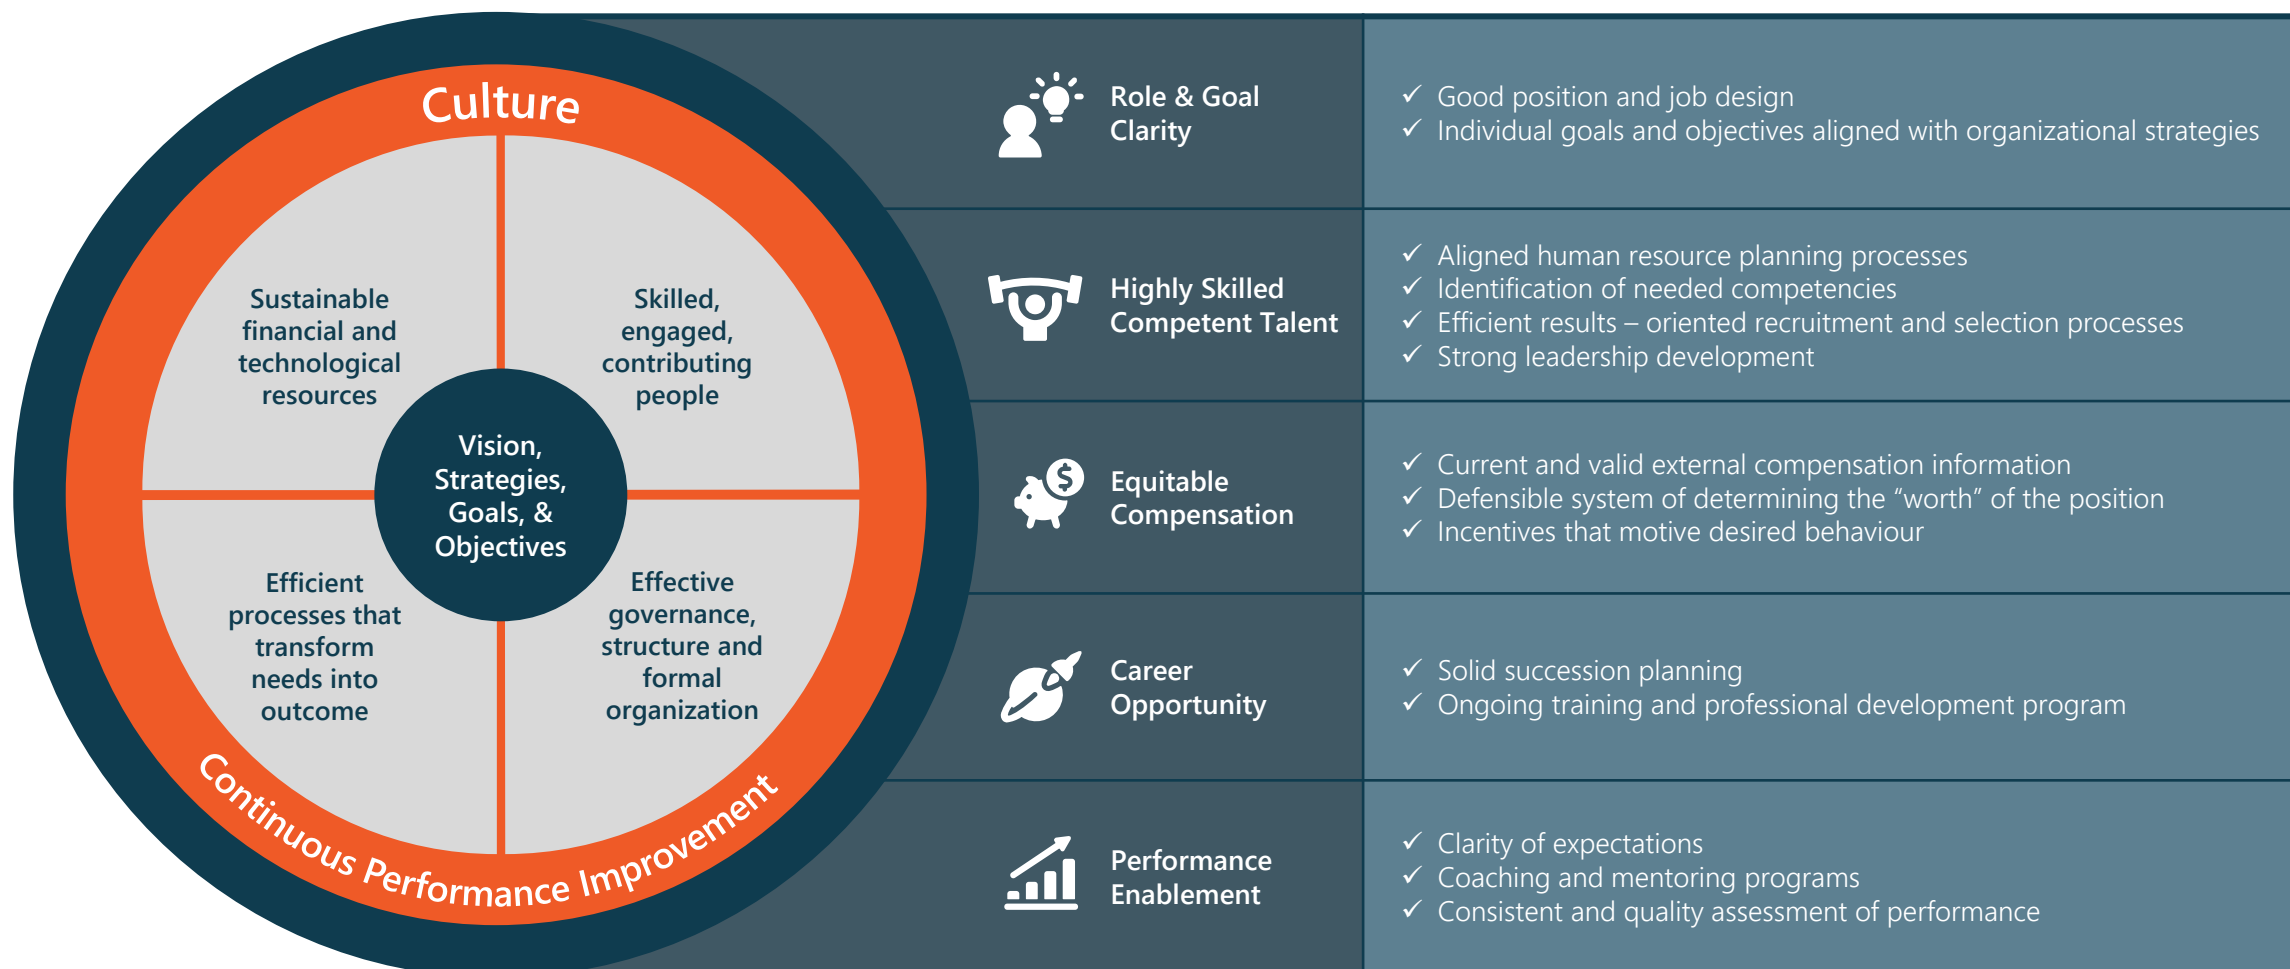 Culture
Sustainable
financial and
technological
resources
Skilled,
engaged,
contributing
people
Vision,
Strategies,
Goals, &
Objectives
Efficient
processes that
transform
needs into
outcome
Effective
governance,
structure and
formal
organization
Continuous Performance Improvement
Role & Goal
Clarity
✓ Good position and job design
✓ Individual goals and objectives aligned with organizational strategies
Highly Skilled
Competent Talent
✓ Aligned human resource planning processes
✓ Identification of needed competencies
✓ Efficient results – oriented recruitment and selection processes
✓ Strong leadership development
$
Equitable
Compensation
✓ Current and valid external compensation information
✓ Defensible system of determining the “worth” of the position
✓ Incentives that motive desired behaviour
Career
Opportunity
✓ Solid succession planning
✓ Ongoing training and professional development program
Performance
Enablement
✓ Clarity of expectations
✓ Coaching and mentoring programs
✓ Consistent and quality assessment of performance